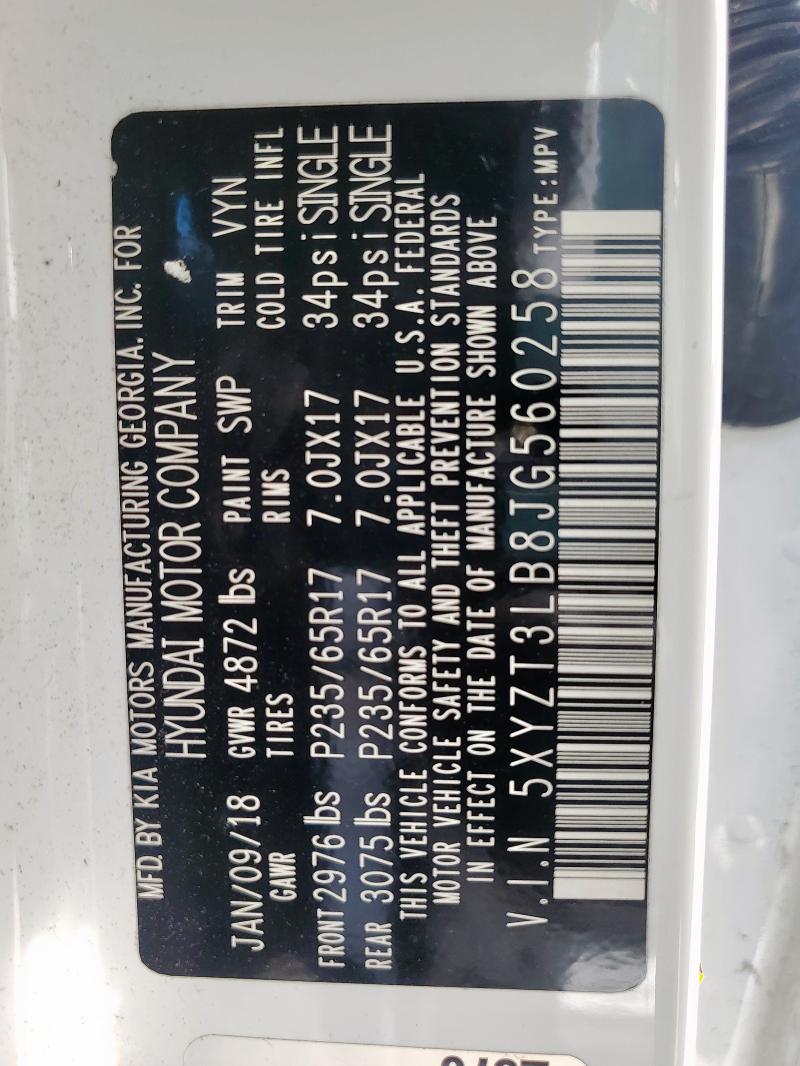 MFD. BY KIA MOTORS MANUFACTURING GEORGIA. INC. FOR
HYUNDAI MOTOR COMPANY
JAN/09/18 GVWR 4872 lbs PAINT SWP TRIM VYN
GAWR TIRES RIMS COLD TIRE INFL
FRONT 2976 lbs P235/65R17 7.0JX17 34psi SINGLE
REAR 3075 lbs P235/65R17 7.0JX17 34psi SINGLE
THIS VEHICLE CONFORMS TO ALL APPLICABLE U.S.A. FEDERAL
MOTOR VEHICLE SAFETY AND THEFT PREVENTION STANDARDS
IN EFFECT ON THE DATE OF MANUFACTURE SHOWN ABOVE
V.I.N 5XYZT3LB8JG560258 TYPE:MPV